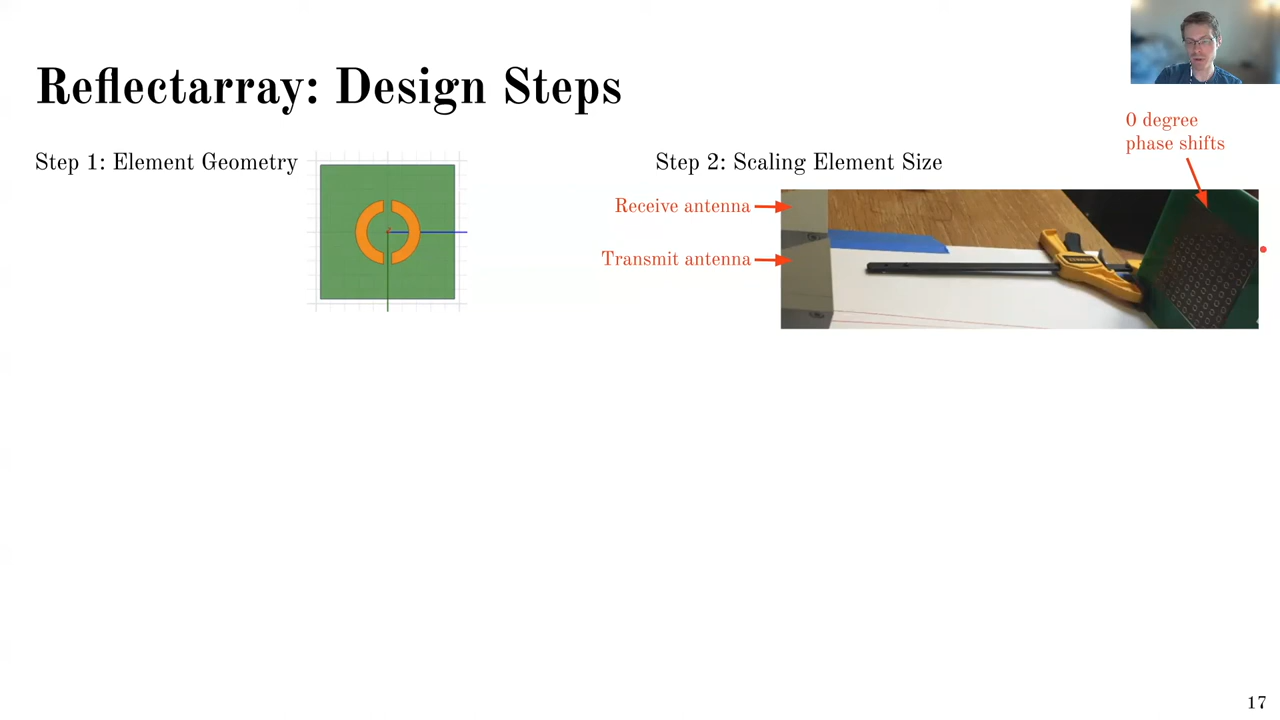 Reflectarray: Design Steps
Step 1: Element Geometry
Step 2: Scaling Element Size
0 degree
phase shifts
Receive antenna
Transmit antenna
17